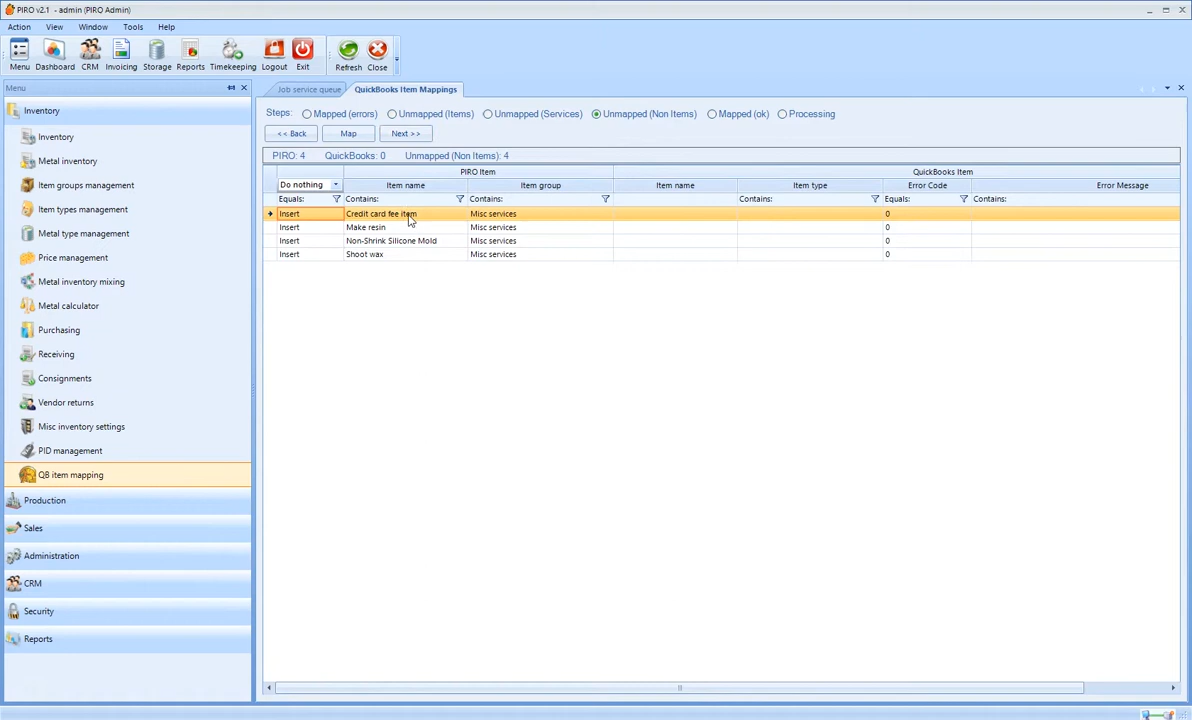 PIRO v2.1 - admin (PIRO Admin)
Action View Window Tools Help
Menu Dashboard CRM Invoicing Storage Reports Timekeeping Logout Exit Refresh Close
Menu
Job service queue QuickBooks Item Mappings
Inventory
Inventory
Metal inventory
Item groups management
Item types management
Metal type management
Price management
Metal inventory mixing
Metal calculator
Purchasing
Receiving
Consignments
Vendor returns
Misc inventory settings
PID management
QB item mapping
Production
Sales
Administration
CRM
Security
Reports
Steps: Mapped (errors) Unmapped (Items) Unmapped (Services) Unmapped (Non Items) Mapped (ok) Processing
<< Back Map Next >>
PIRO: 4 QuickBooks: 0 Unmapped (Non Items): 4
PIRO Item QuickBooks Item
Do nothing Item name Item group Item name Item type Error Code Error Message
Equals: Contains: Contains: Contains: Equals: Contains:
Insert Credit card fee item Misc services 0
Insert Make resin Misc services 0
Insert Non-Shrink Silicone Mold Misc services 0
Insert Shoot wax Misc services 0